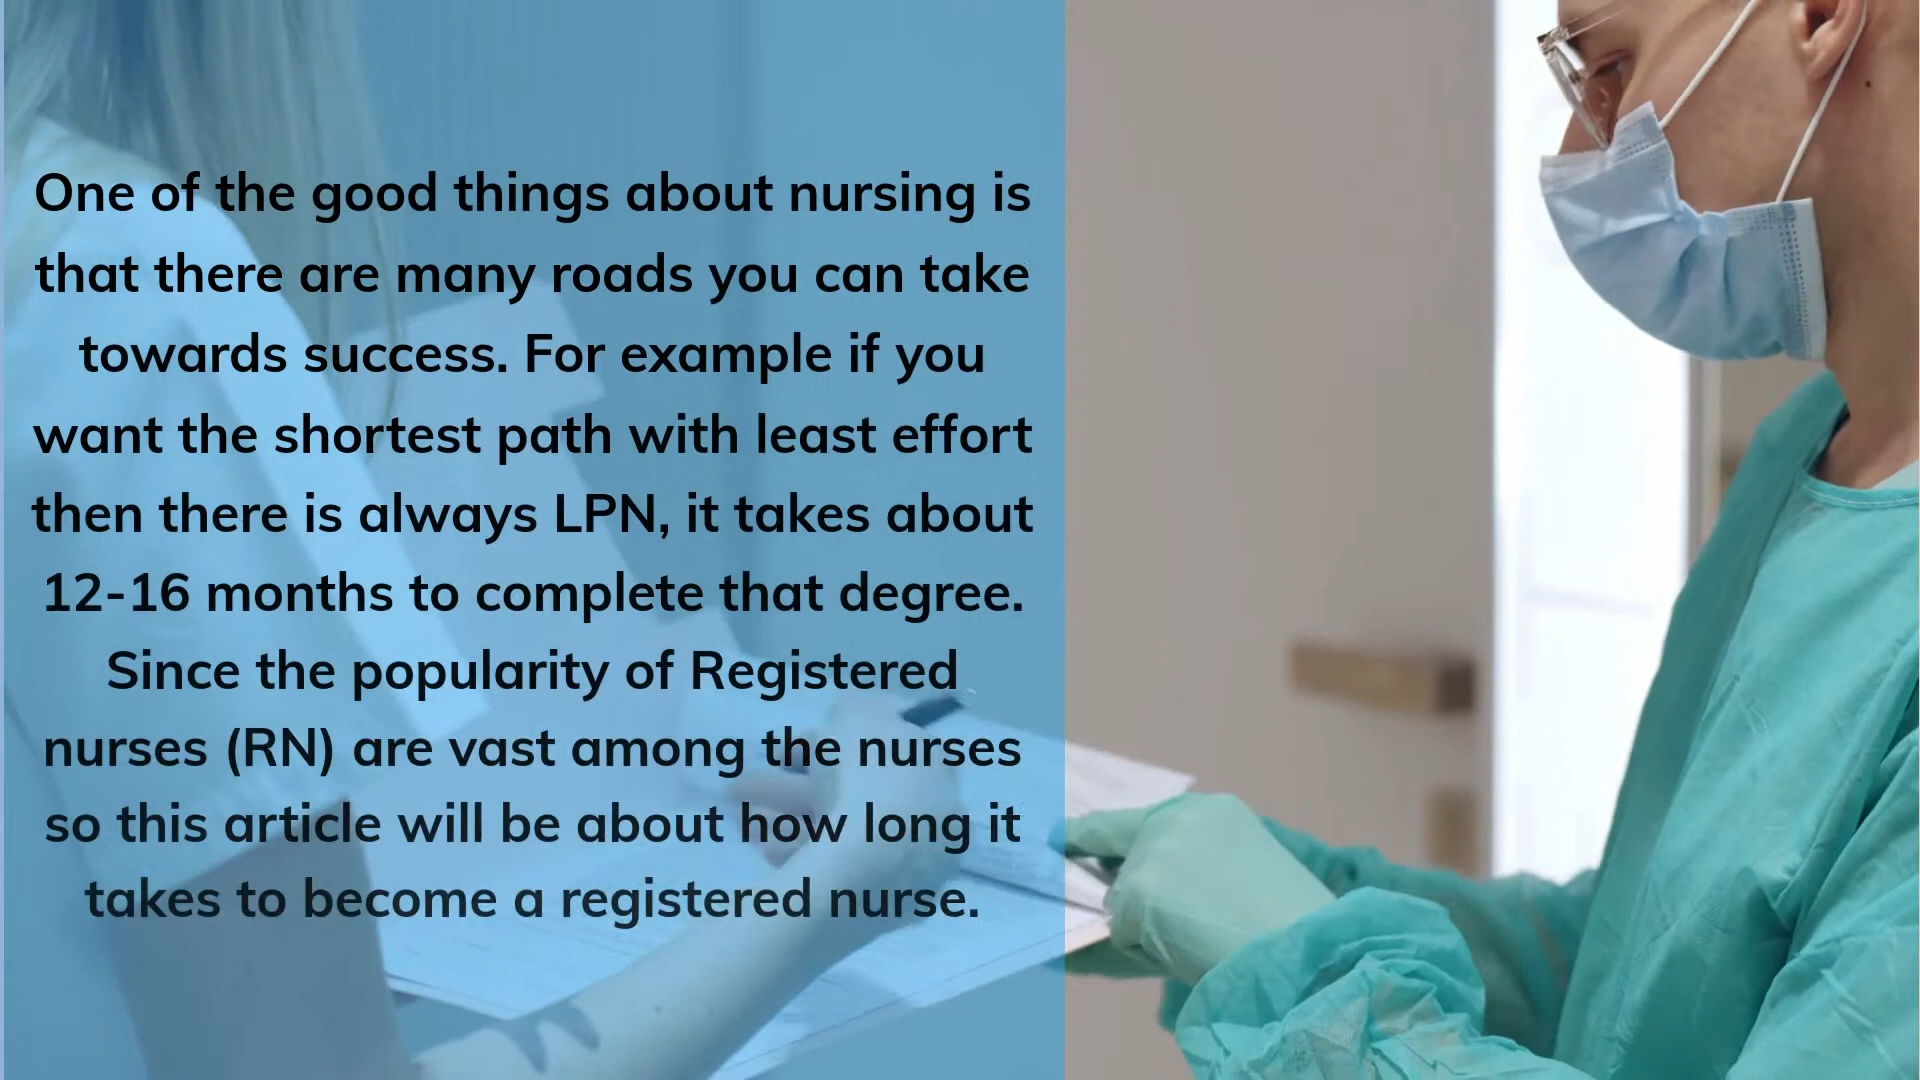 One of the good things about nursing is
that there are many roads you can take
towards success. For example if you
want the shortest path with least effort
then there is always LPN, it takes about
12-16 months to complete that degree.
Since the popularity of Registered
nurses (RN) are vast among the nurses
so this article will be about how long it
takes to become a registered nurse.